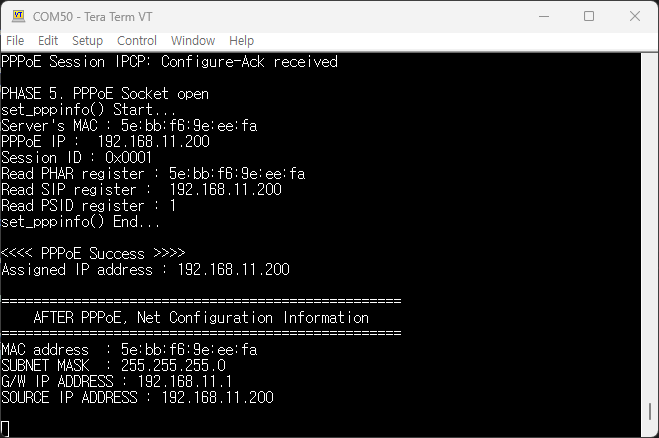 COM50 - Tera Term VT
File Edit Setup Control Window Help
PPPoE Session IPCP: Configure-Ack received
PHASE 5. PPPoE Socket open
set_pppinfo() Start...
Server's MAC : 5e:bb:f6:9e:ee:fa
PPPoE IP :  192.168.11.200
Session ID : 0x0001
Read PHAR register : 5e:bb:f6:9e:ee:fa
Read SIP register :  192.168.11.200
Read PSID register : 1
set_pppinfo() End...
<<<< PPPoE Success >>>>
Assigned IP address : 192.168.11.200
==================================================
    AFTER PPPoE, Net Configuration Information
==================================================
MAC address  : 5e:bb:f6:9e:ee:fa
SUBNET MASK  : 255.255.255.0
G/W IP ADDRESS : 192.168.11.1
SOURCE IP ADDRESS : 192.168.11.200